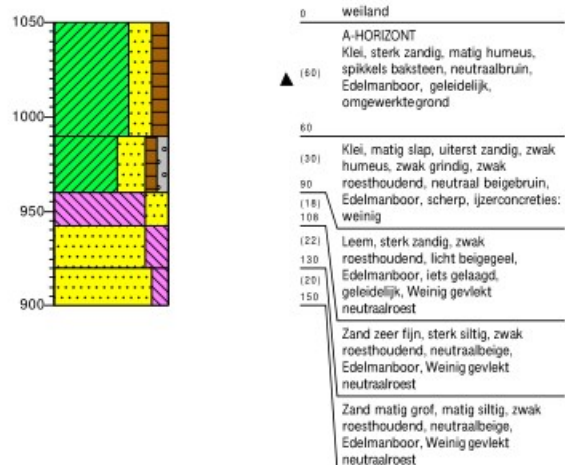 1050
1000
950
900
0 weiland
A-HORIZONT
Klei, sterk zandig, matig humeus,
(60) spikkels baksteen, neutraalbruin,
Edelmanboor, geleidelijk,
omgewerktegrond
60
Klei, matig slap, uiterst zandig, zwak
(30) humeus, zwak grindig, zwak
roesthoudend, neutraal beigebruin,
90 Edelmanboor, scherp, ijzerconcreties:
(18) weinig
108
Leem, sterk zandig, zwak
(22) roesthoudend, licht beigegeel,
130 Edelmanboor, iets gelaagd,
(20) geleidelijk, Weinig gevlekt
150 neutraalroest
Zand zeer fijn, sterk siltig, zwak
roesthoudend, neutraalbeige,
Edelmanboor, Weinig gevlekt
neutraalroest
Zand matig grof, matig siltig, zwak
roesthoudend, neutraalbeige,
Edelmanboor, Weinig gevlekt
neutraalroest